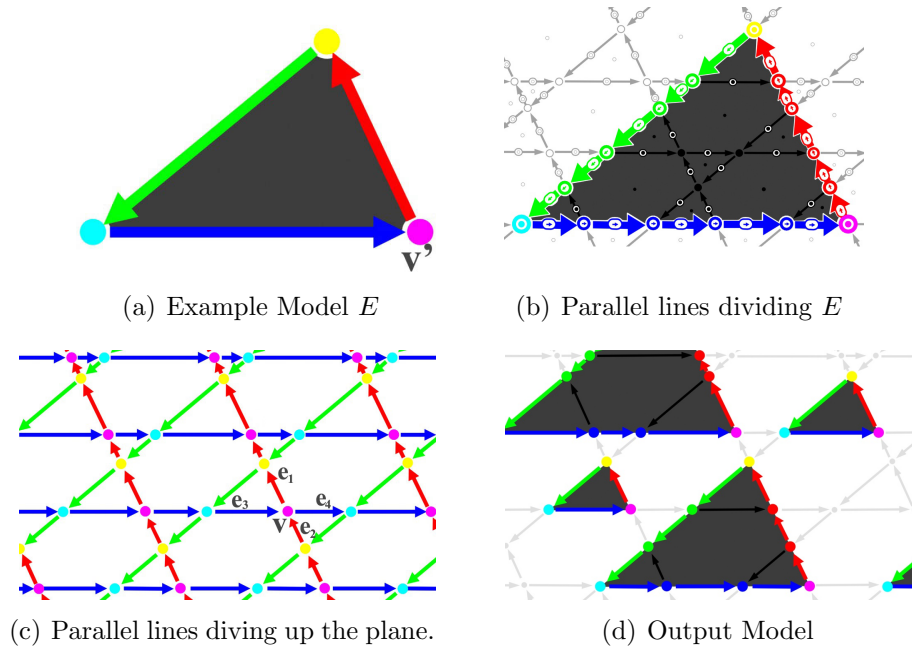 v'
(a) Example Model E
(b) Parallel lines dividing E
e₁
e₃
e₄
v
e₂
(c) Parallel lines diving up the plane.
(d) Output Model